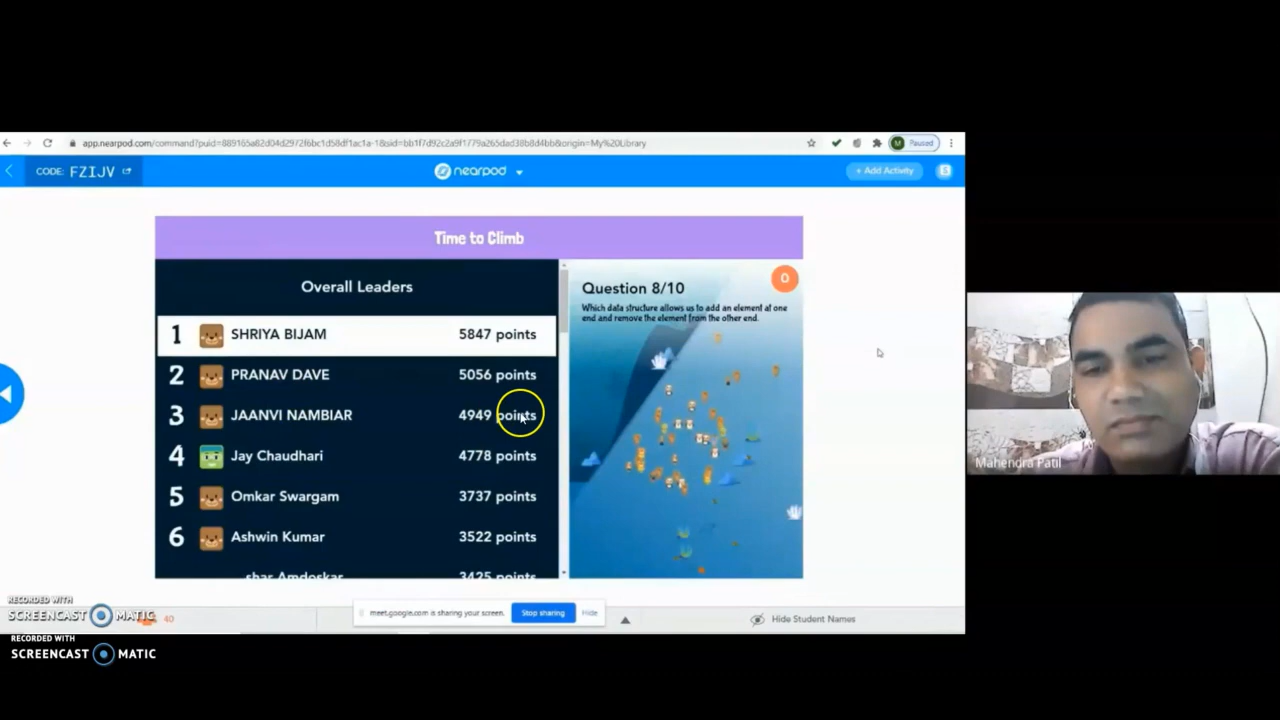 app.nearpod.com/command?puid=889165a82d04d2972f6bc1d58df1ac1a-1&sid=bb1f7d92c2a9f1779a265dad38b8d4bb&origin=My%20Library
Paused
CODE: FZIJV
nearpod
+ Add Activity
Time to Climb
Overall Leaders
1 SHRIYA BIJAM 5847 points
2 PRANAV DAVE 5056 points
3 JAANVI NAMBIAR 4949 points
4 Jay Chaudhari 4778 points
5 Omkar Swargam 3737 points
6 Ashwin Kumar 3522 points
shar Amdoskar 3425 points
0
Question 8/10
Which data structure allows us to add an element at one
end and remove the element from the other end.
Mahendra Patil
meet.google.com is sharing your screen.
Stop sharing
Hide
40
Hide Student Names
RECORDED WITH
SCREENCAST MATIC
RECORDED WITH
SCREENCAST MATIC